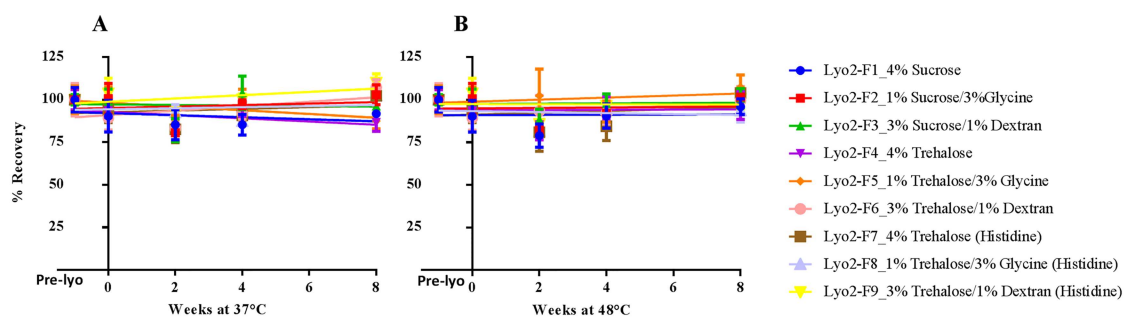 A
B
125
100
75
50
25
% Recovery
Pre-lyo
0
2
4
6
8
Weeks at 37°C
125
100
75
50
25
Pre-lyo
0
2
4
6
8
Weeks at 48°C
Lyo2-F1_4% Sucrose
Lyo2-F2_1% Sucrose/3%Glycine
Lyo2-F3_3% Sucrose/1% Dextran
Lyo2-F4_4% Trehalose
Lyo2-F5_1% Trehalose/3% Glycine
Lyo2-F6_3% Trehalose/1% Dextran
Lyo2-F7_4% Trehalose (Histidine)
Lyo2-F8_1% Trehalose/3% Glycine (Histidine)
Lyo2-F9_3% Trehalose/1% Dextran (Histidine)